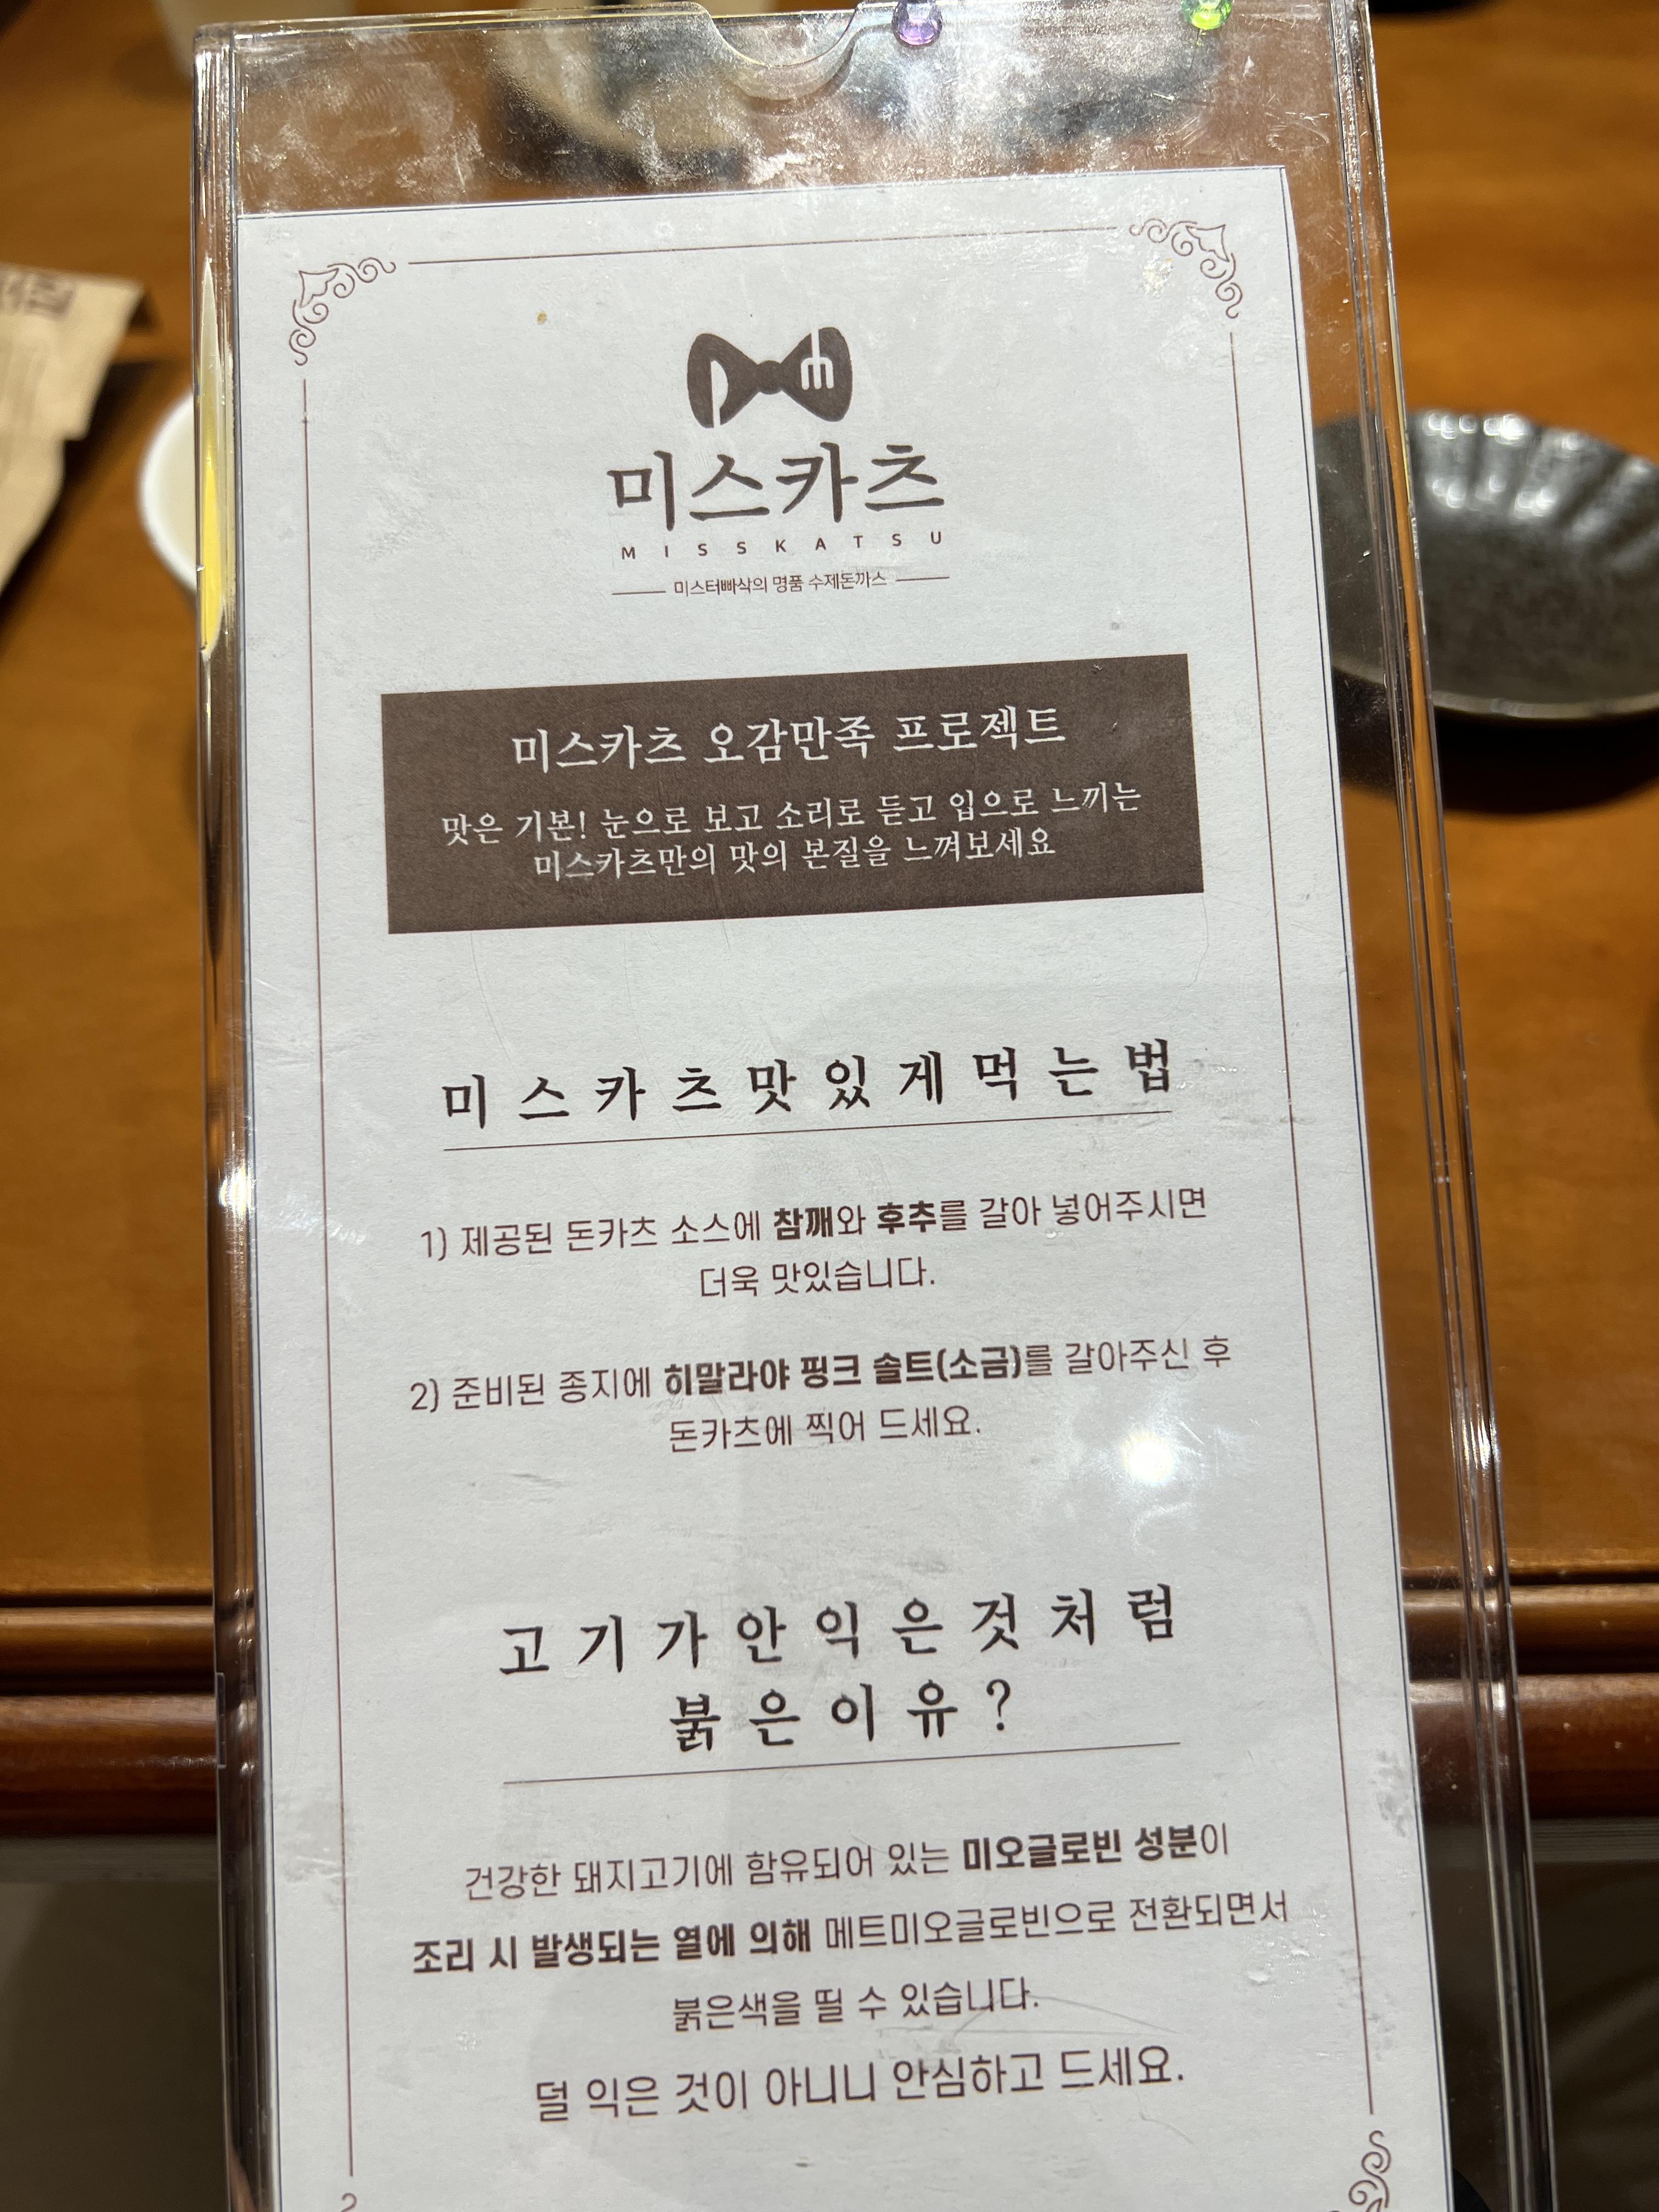 미스카츠
MISSKATSU
미스터빠삭의 명품 수제돈까스
미스카츠 오감만족 프로젝트
맛은 기본! 눈으로 보고 소리로 듣고 입으로 느끼는
미스카츠만의 맛의 본질을 느껴보세요
미스카츠맛있게먹는법
1) 제공된 돈카츠 소스에 참깨와 후추를 갈아 넣어주시면
더욱 맛있습니다.
2) 준비된 종지에 히말라야 핑크 솔트(소금)를 갈아주신 후
돈카츠에 찍어 드세요.
고기가안익은것처럼
붉은이유?
건강한 돼지고기에 함유되어 있는 미오글로빈 성분이
조리 시 발생되는 열에 의해 메트미오글로빈으로 전환되면서
붉은색을 띌 수 있습니다.
덜 익은 것이 아니니 안심하고 드세요.